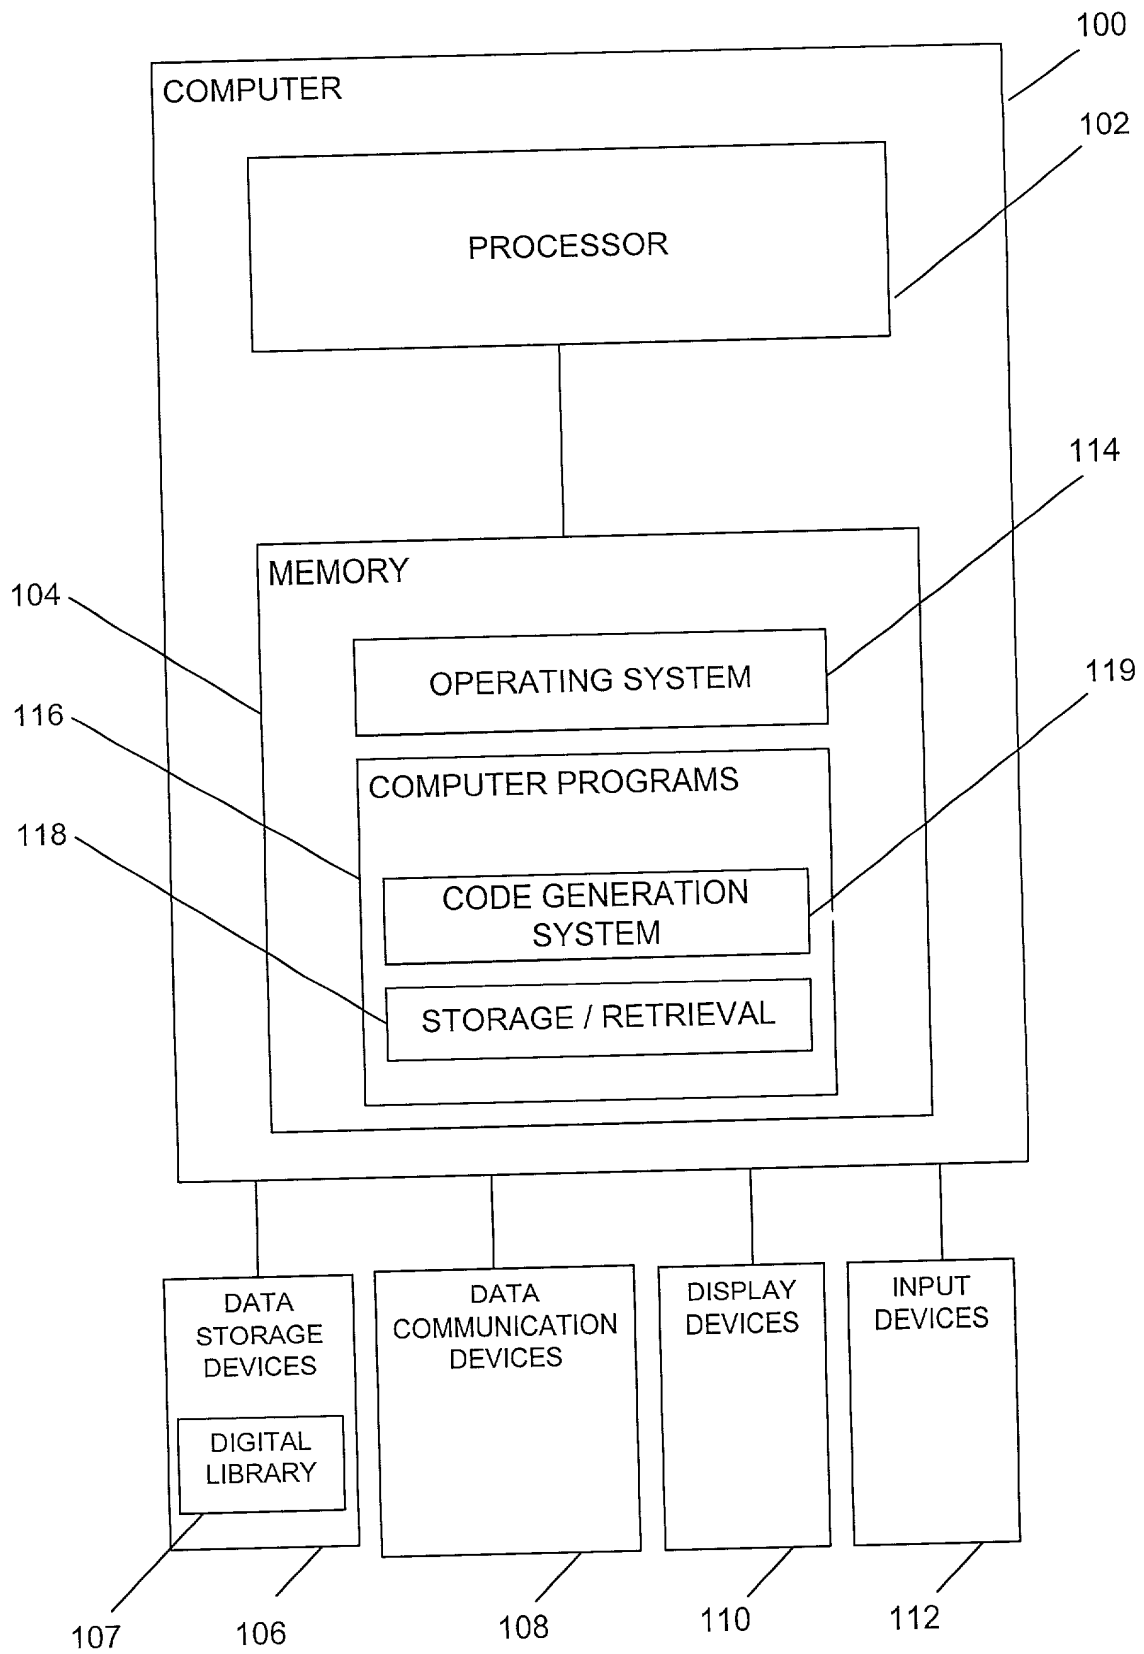 100
COMPUTER
102
PROCESSOR
114
MEMORY
104
OPERATING SYSTEM
119
116
COMPUTER PROGRAMS
118
CODE GENERATION
SYSTEM
STORAGE / RETRIEVAL
DATA
STORAGE
DEVICES
DIGITAL
LIBRARY
DATA
COMMUNICATION
DEVICES
DISPLAY
DEVICES
INPUT
DEVICES
107
106
108
110
112